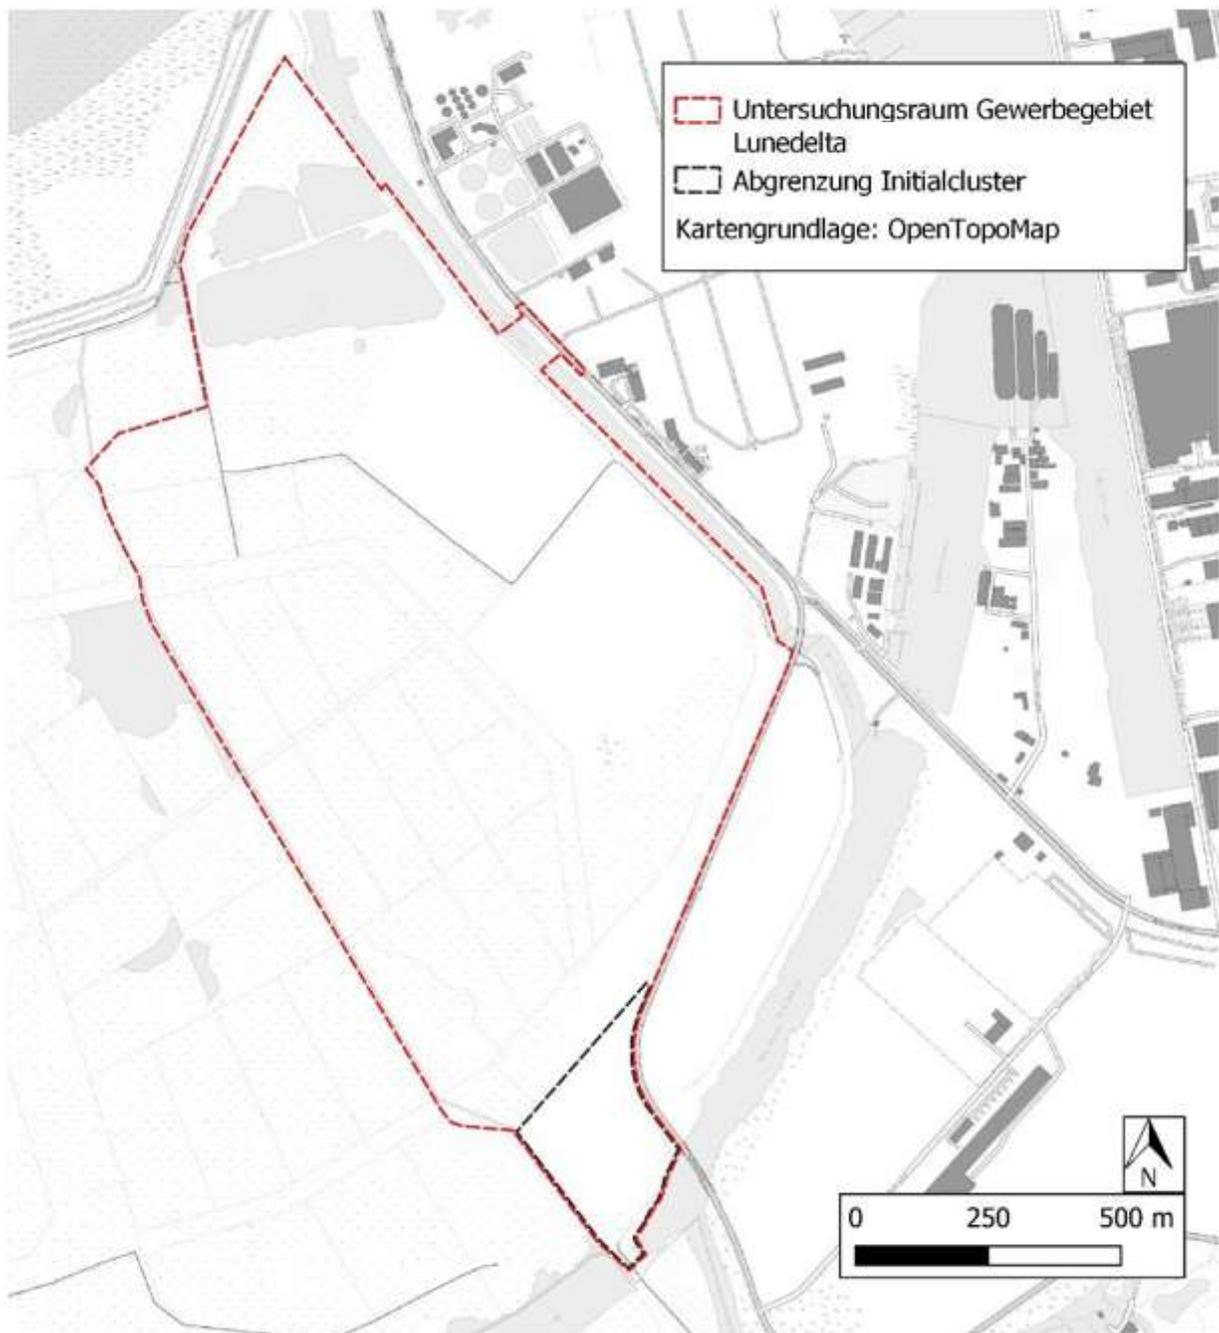 Untersuchungsraum Gewerbegebiet
Lunedelta
Abgrenzung Initialcluster
Kartengrundlage: OpenTopoMap
N
0 250 500 m